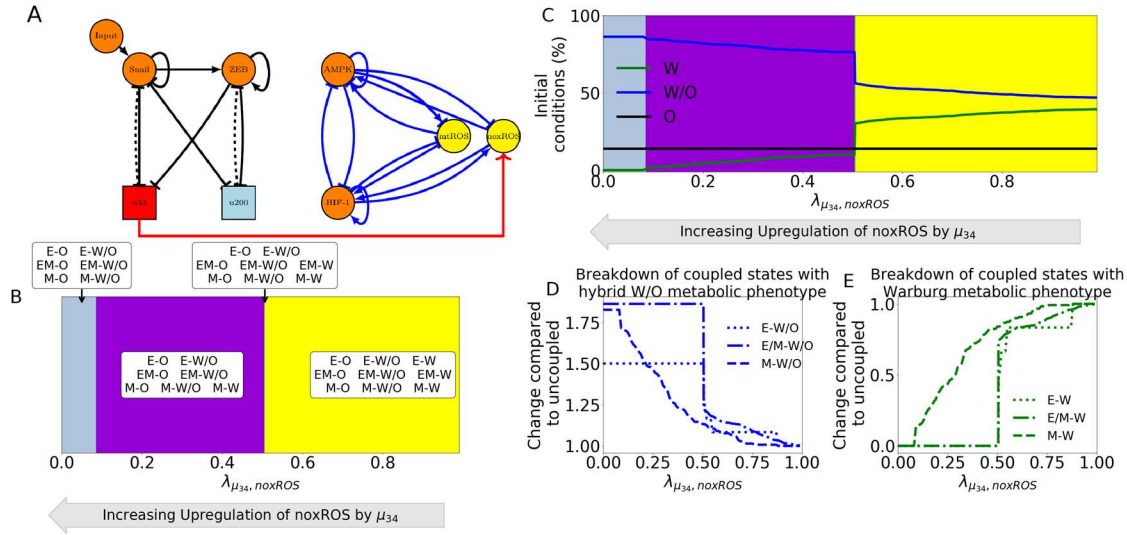 A
Input
Snail
ZEB
u34
u200
AMPK
mtROS
noxROS
HIF-1
C
Initial
conditions (%)
100
50
0
W
W/O
O
0.0 0.2 0.4 0.6 0.8
λμ34, noxROS
Increasing Upregulation of noxROS by μ34
E-O E-W/O
EM-O EM-W/O
M-O M-W/O
E-O E-W/O
EM-O EM-W/O EM-W
M-O M-W/O M-W
B
E-O E-W/O
EM-O EM-W/O
M-O M-W/O M-W
E-O E-W/O E-W
EM-O EM-W/O EM-W
M-O M-W/O M-W
0.0 0.2 0.4 0.6 0.8
λμ34, noxROS
Increasing Upregulation of noxROS by μ34
Breakdown of coupled states with
hybrid W/O metabolic phenotype
D
Change compared
to uncoupled
1.75
1.50
1.25
1.00
E-W/O
E/M-W/O
M-W/O
0.00 0.25 0.50 0.75 1.00
λμ34, noxROS
Breakdown of coupled states with
Warburg metabolic phenotype
E
Change compared
to uncoupled
1.0
0.5
0.0
E-W
E/M-W
M-W
0.00 0.25 0.50 0.75 1.00
λμ34, noxROS